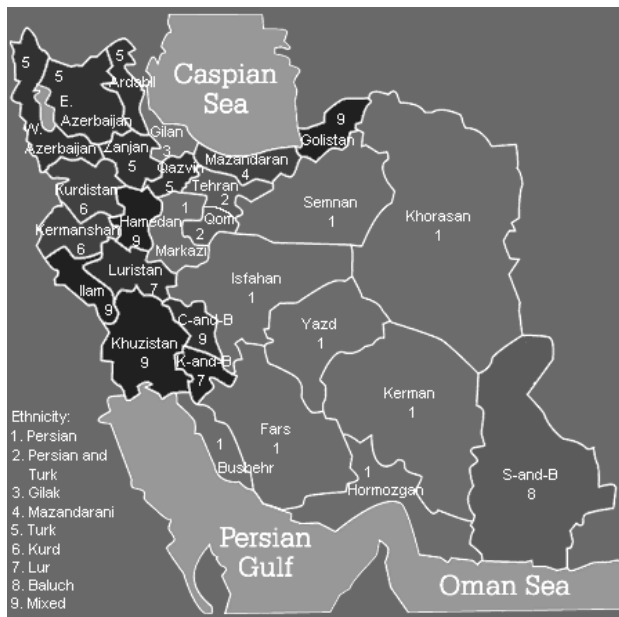 Caspian
Sea
5
5
5
Ardabil
E.
Azerbaijan
W.
Azerbaijan
Gilan
3
Zanjan
5
Qazvin
5
Mazandaran
4
9
Golistan
Tehran
2
Qom
2
Kurdistan
6
Kermanshah
6
Hamedan
9
1
Markazi
Semnan
1
Khorasan
1
Ilam
9
Luristan
7
Isfahan
1
Khuzistan
9
C-and-B
9
K-and-B
7
Yazd
1
Kerman
1
Fars
1
1
Bushehr
1
Hormozgan
S-and-B
8
Persian
Gulf
Oman Sea
Ethnicity:
1. Persian
2. Persian and
Turk
3. Gilak
4. Mazandarani
5. Turk
6. Kurd
7. Lur
8. Baluch
9. Mixed